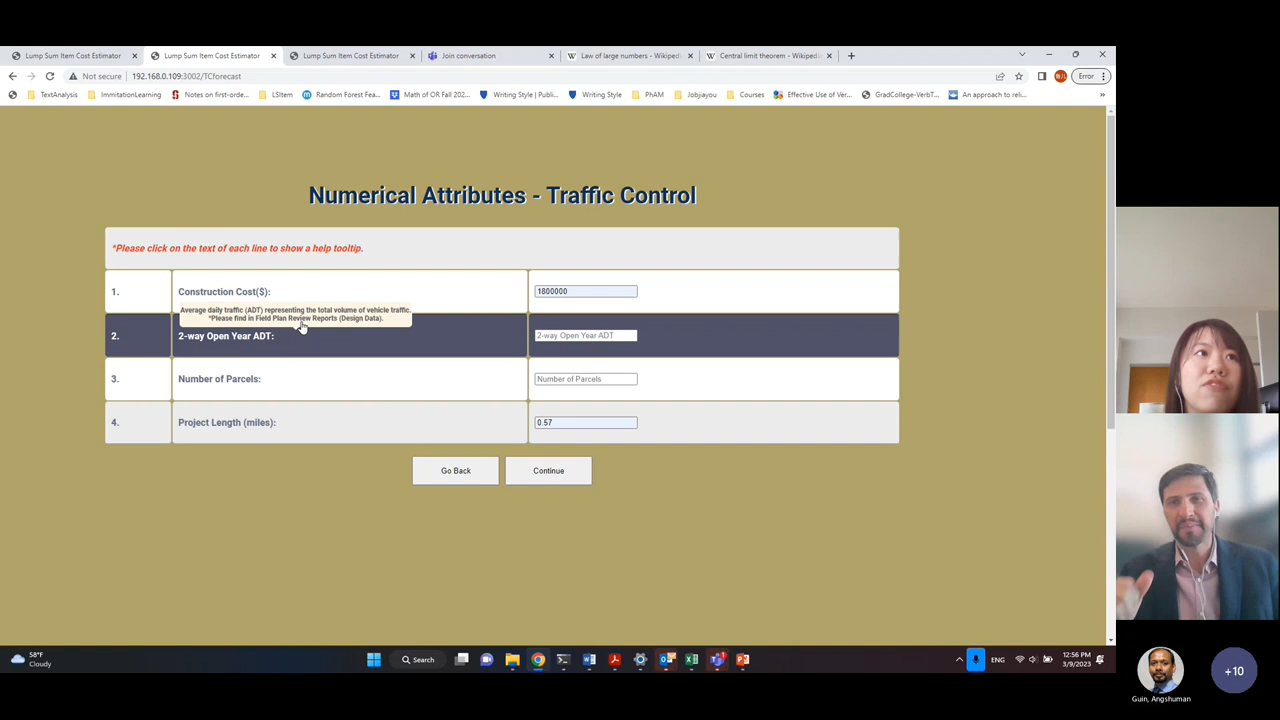 Lump Sum Item Cost Estimator
Lump Sum Item Cost Estimator
Lump Sum Item Cost Estimator
Join conversation
Law of large numbers - Wikiped
Central limit theorem - Wikiped
Not secure
192.168.0.109:3002/TCforecast
Error
TextAnalysis
ImmitationLearning
Notes on first-orde...
LSItem
Random Forest Fea...
Math of OR Fall 202...
Writing Style | Publi...
Writing Style
PhAM
Jobjiayou
Courses
Effective Use of Ver...
GradCollege-VerbT...
An approach to reli...
Numerical Attributes - Traffic Control
*Please click on the text of each line to show a help tooltip.
1. Construction Cost($): 1800000
Average daily traffic (ADT) representing the total volume of vehicle traffic.
*Please find in Field Plan Review Reports (Design Data).
2. 2-way Open Year ADT: 2-way Open Year ADT
3. Number of Parcels: Number of Parcels
4. Project Length (miles): 0.57
Go Back
Continue
58°F
Cloudy
Search
ENG
12:56 PM
3/9/2023
Guin, Angshuman
+10